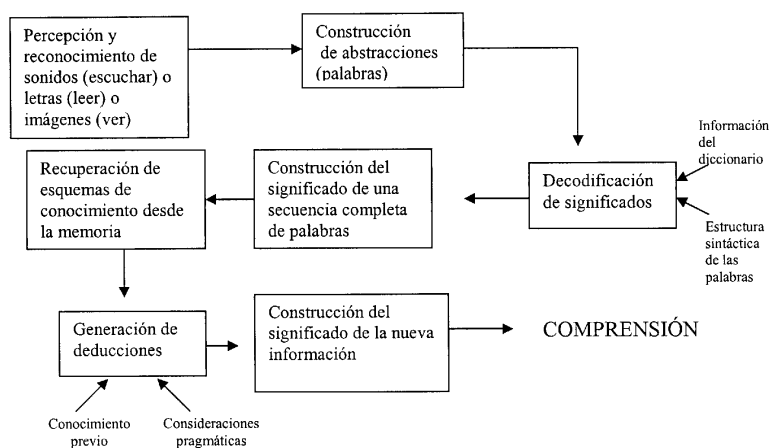 Percepción y
reconocimiento de
sonidos (escuchar) o
letras (leer) o
imágenes (ver)
Construcción
de abstracciones
(palabras)
Información
del
diccionario
Decodificación
de significados
Estructura
sintáctica
de las
palabras
Construcción del
significado de una
secuencia completa
de palabras
Recuperación de
esquemas de
conocimiento desde
la memoria
Generación de
deducciones
Conocimiento
previo
Consideraciones
pragmáticas
Construcción del
significado de la nueva
información
COMPRENSIÓN